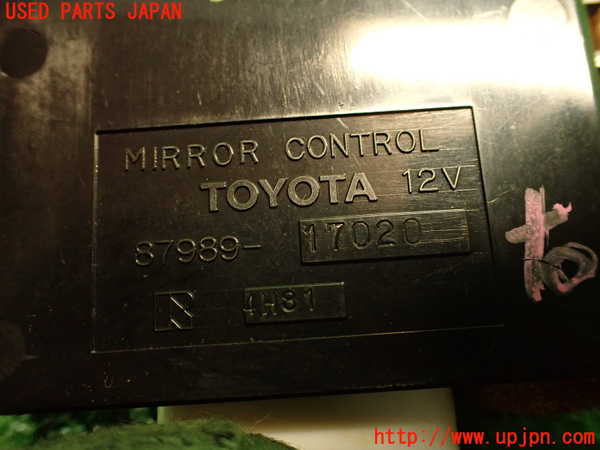 USED PARTS JAPAN
MIRROR CONTROL
TOYOTA 12V
87989-17020
4H31
http://www.upjpn.com/